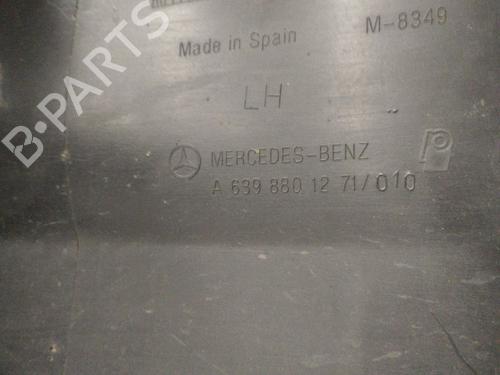 Made in Spain
M-8349
LH
MERCEDES-BENZ
A 639 880 12 71/010
B-PARTS